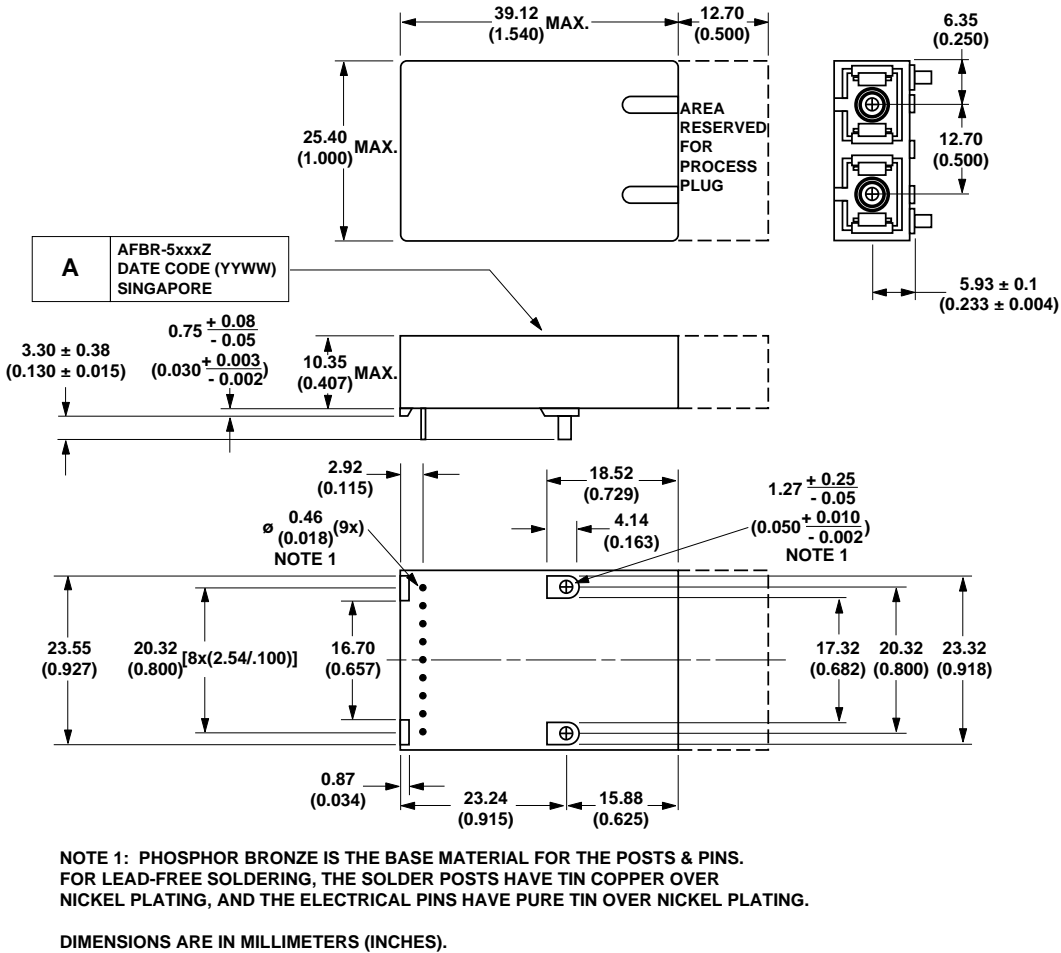 39.12
(1.540)
MAX.
12.70
(0.500)
6.35
(0.250)
25.40
(1.000)
MAX.
AREA
RESERVED
FOR
PROCESS
PLUG
12.70
(0.500)
A
AFBR-5xxxZ
DATE CODE (YYWW)
SINGAPORE
5.93 ± 0.1
(0.233 ± 0.004)
3.30 ± 0.38
(0.130 ± 0.015)
0.75 + 0.08
- 0.05
(0.030 + 0.003
- 0.002)
10.35
(0.407)
MAX.
2.92
(0.115)
18.52
(0.729)
1.27 + 0.25
- 0.05
(0.050 + 0.010
- 0.002)
NOTE 1
ø 0.46
(0.018)
(9x)
NOTE 1
4.14
(0.163)
23.55
(0.927)
20.32
(0.800)
[8x(2.54/.100)]
16.70
(0.657)
17.32
(0.682)
20.32
(0.800)
23.32
(0.918)
0.87
(0.034)
23.24
(0.915)
15.88
(0.625)
NOTE 1: PHOSPHOR BRONZE IS THE BASE MATERIAL FOR THE POSTS & PINS.
FOR LEAD-FREE SOLDERING, THE SOLDER POSTS HAVE TIN COPPER OVER
NICKEL PLATING, AND THE ELECTRICAL PINS HAVE PURE TIN OVER NICKEL PLATING.
DIMENSIONS ARE IN MILLIMETERS (INCHES).